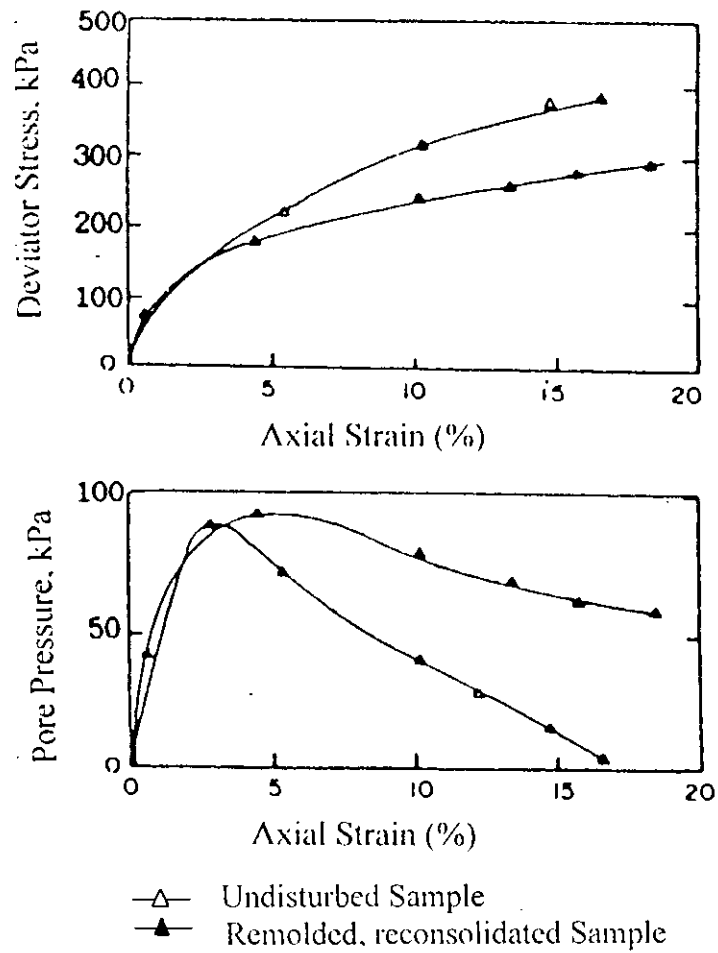 500
400
300
200
100
0
Deviator Stress, kPa
0 5 10 15 20
Axial Strain (%)
100
50
0
Pore Pressure, kPa
0 5 10 15 20
Axial Strain (%)
Undisturbed Sample
Remolded, reconsolidated Sample